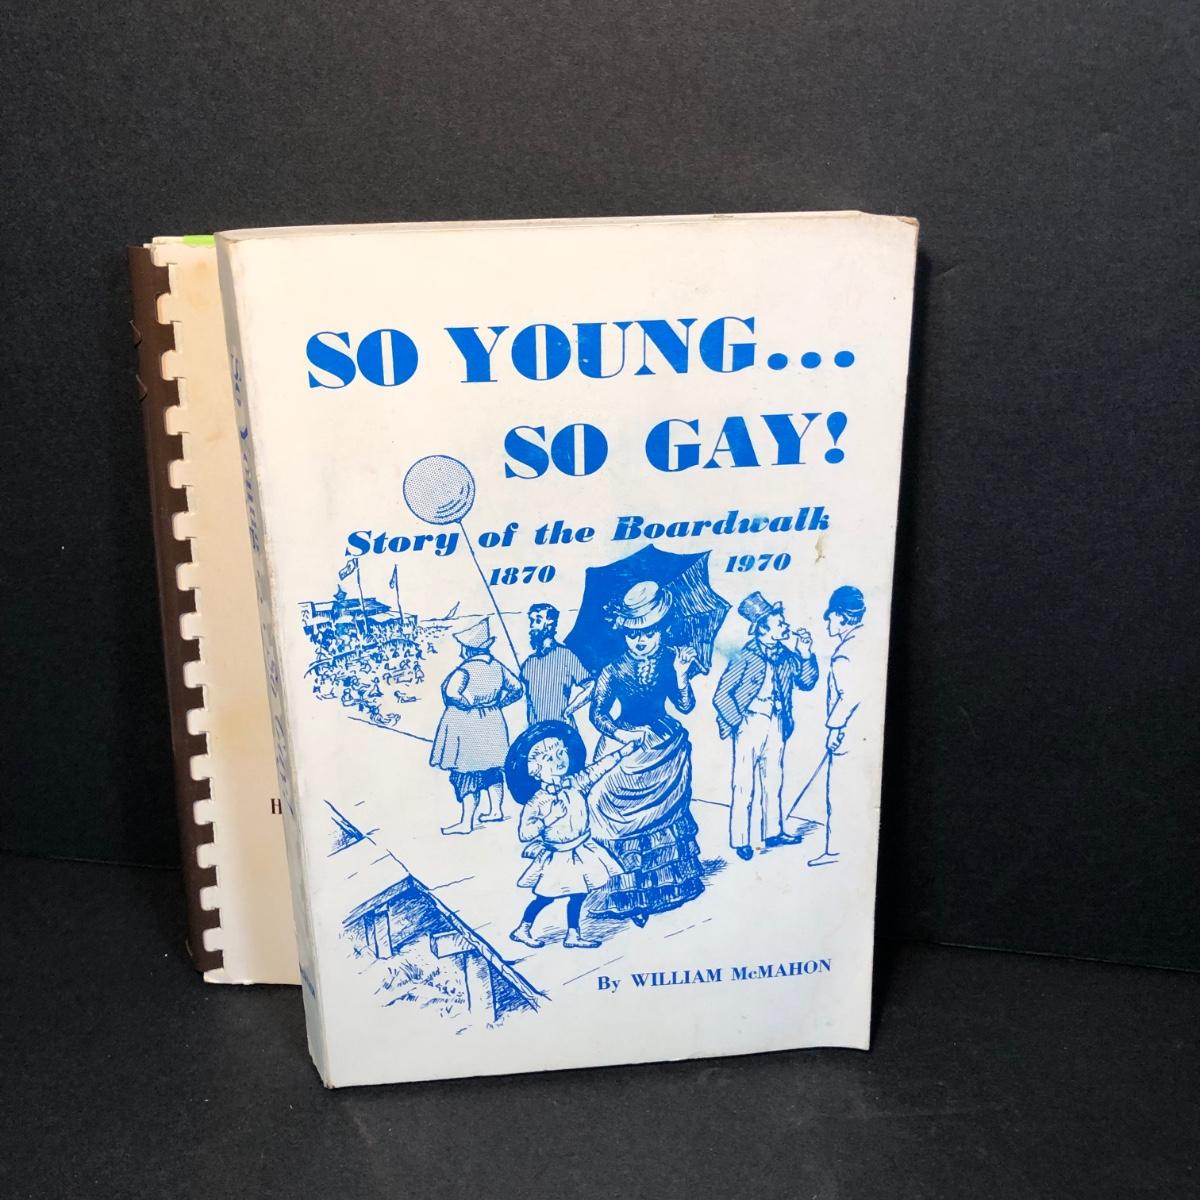 SO YOUNG...
SO GAY!
Story of the Boardwalk
1870 1970
By WILLIAM McMAHON